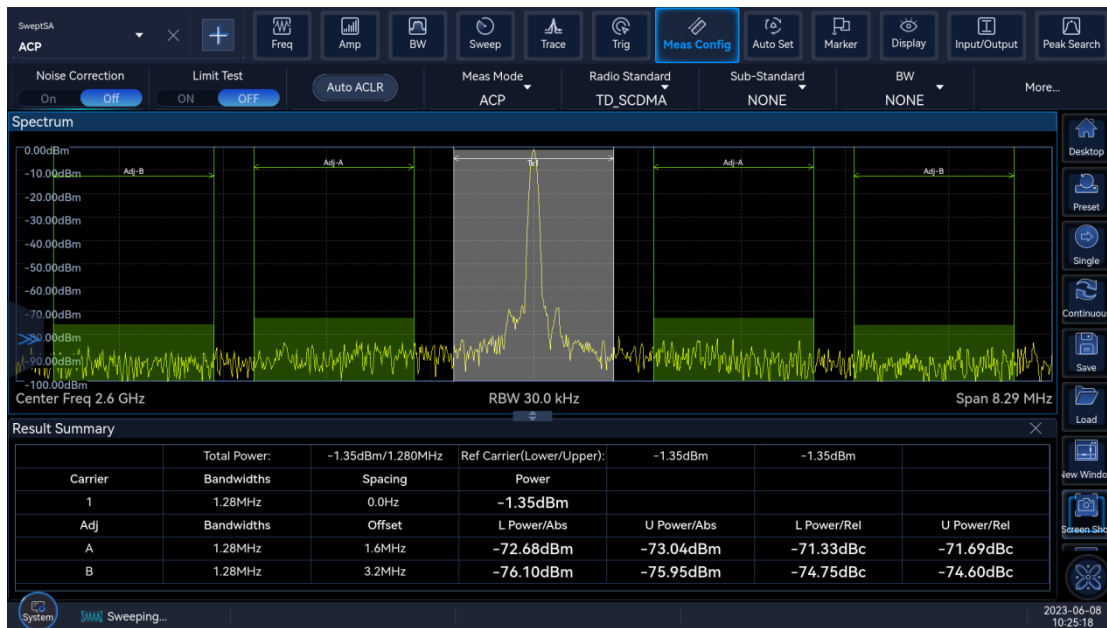 SweptSA
ACP
Freq
Amp
BW
Sweep
Trace
Trig
Meas Config
Auto Set
Marker
Display
Input/Output
Peak Search
Noise Correction
On Off
Limit Test
ON OFF
Auto ACLR
Meas Mode
ACP
Radio Standard
TD_SCDMA
Sub-Standard
NONE
BW
NONE
More...
Spectrum
0.00dBm
-10.00dBm
-20.00dBm
-30.00dBm
-40.00dBm
-50.00dBm
-60.00dBm
-70.00dBm
-90.00dBm
-100.00dBm
Adj-B
Adj-A
Tx1
Adj-A
Adj-B
Center Freq 2.6 GHz
RBW 30.0 kHz
Span 8.29 MHz
Result Summary
Total Power: -1.35dBm/1.280MHz Ref Carrier(Lower/Upper): -1.35dBm -1.35dBm
Carrier Bandwidths Spacing Power
1 1.28MHz 0.0Hz -1.35dBm
Adj Bandwidths Offset L Power/Abs U Power/Abs L Power/Rel U Power/Rel
A 1.28MHz 1.6MHz -72.68dBm -73.04dBm -71.33dBc -71.69dBc
B 1.28MHz 3.2MHz -76.10dBm -75.95dBm -74.75dBc -74.60dBc
Desktop
Preset
Single
Continuou
Save
Load
New Windo
Screen Sho
System
Sweeping...
2023-06-08
10:25:18